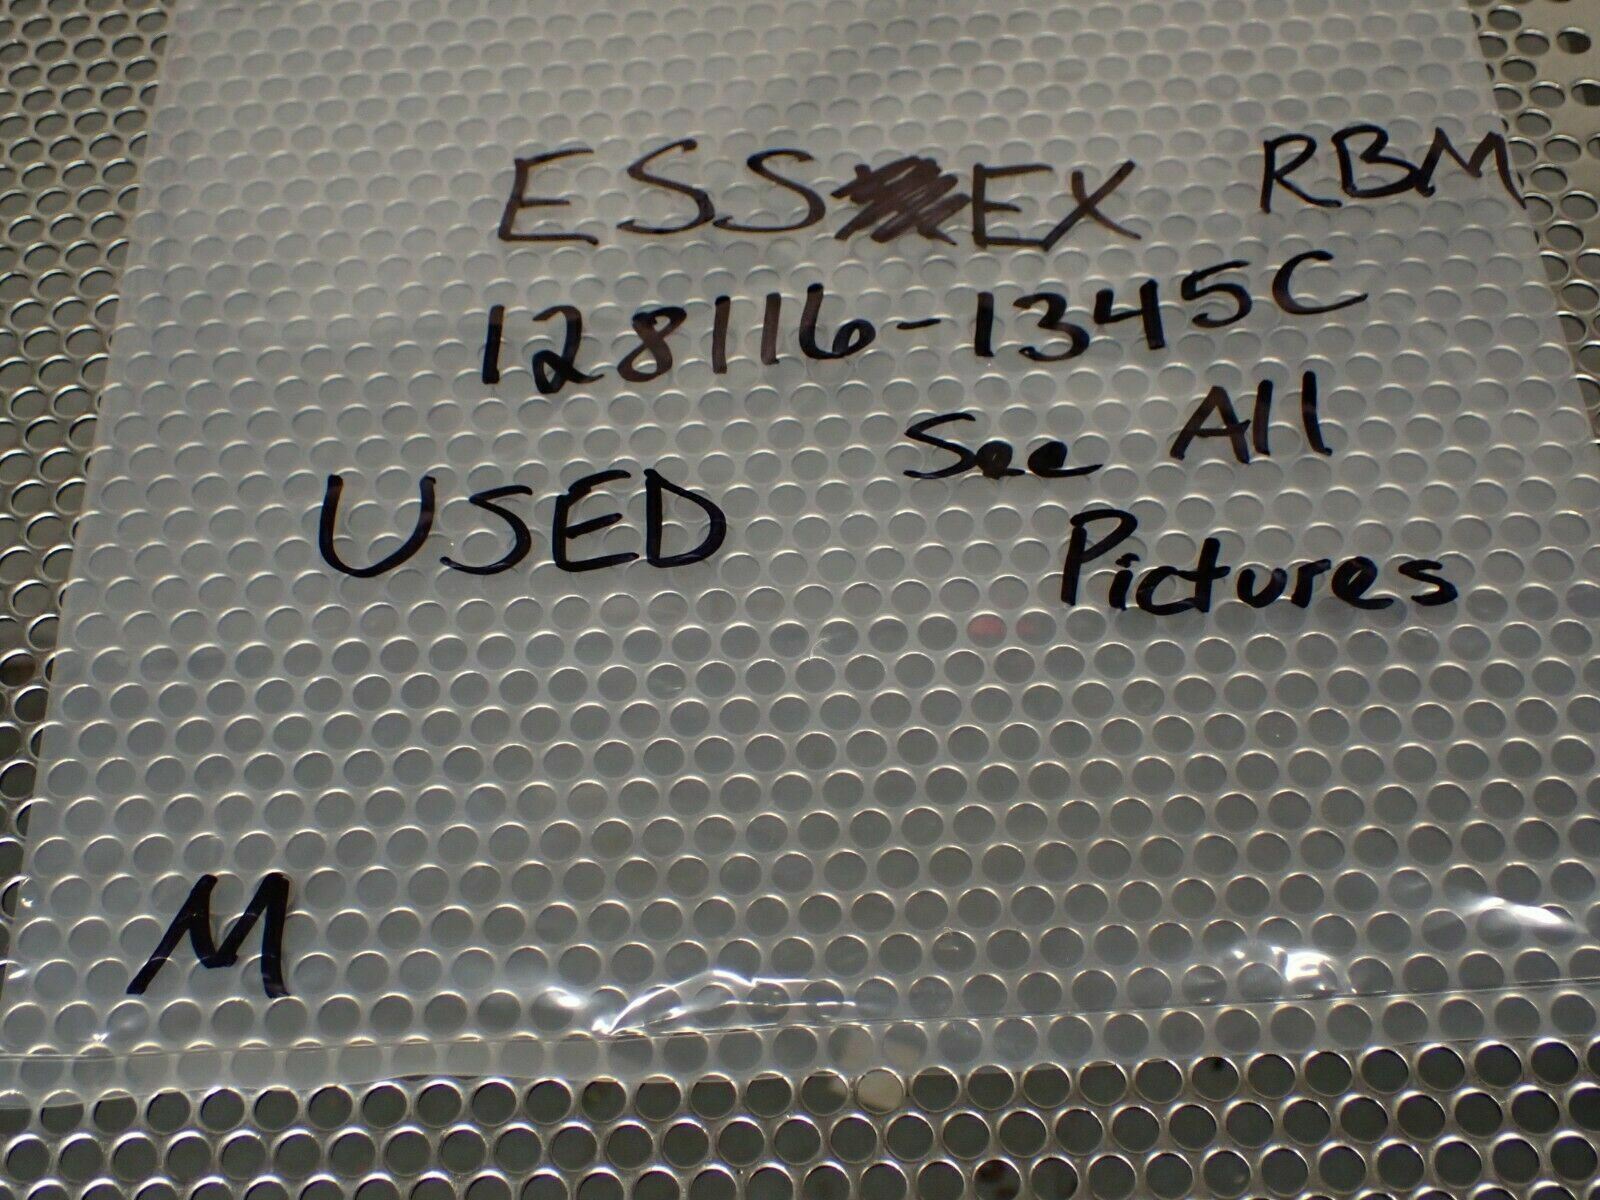 ESSEX RBM
128116-1345C
USED See All
Pictures
M